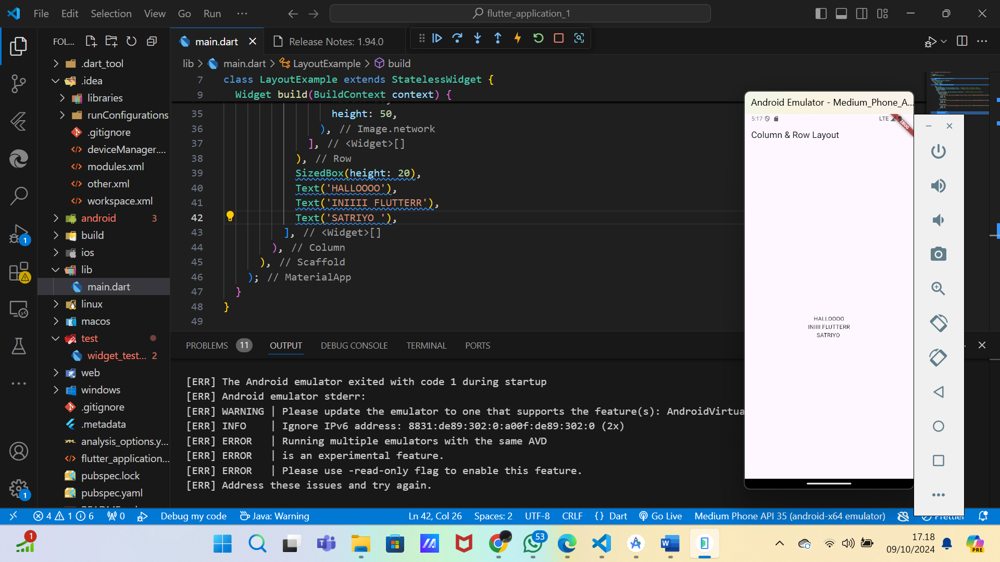 File Edit Selection View Go Run ···
flutter_application_1
FOL...
main.dart
Release Notes: 1.94.0
lib > main.dart > LayoutExample > build
.dart_tool
.idea
libraries
runConfigurations
.gitignore
deviceManager....
modules.xml
other.xml
workspace.xml
android 3
build
ios
lib
main.dart
linux
macos
test
widget_test... 2
web
windows
.gitignore
.metadata
analysis_options.y...
flutter_application...
pubspec.lock
pubspec.yaml
7 class LayoutExample extends StatelessWidget {
9 Widget build(BuildContext context) {
35 height: 50,
36 ), // Image.network
37 ], // <Widget>[]
38 ), // Row
39 SizedBox(height: 20),
40 Text('HALLOOOO'),
41 Text('INIIII FLUTTERR'),
42 Text('SATRIYO '),
43 ], // <Widget>[]
44 ), // Column
45 ), // Scaffold
46 ); // MaterialApp
47 }
48 }
49
PROBLEMS 11 OUTPUT DEBUG CONSOLE TERMINAL PORTS
[ERR] The Android emulator exited with code 1 during startup
[ERR] Android emulator stderr:
[ERR] WARNING | Please update the emulator to one that supports the feature(s): AndroidVirtua
[ERR] INFO | Ignore IPv6 address: 8831:de89:302:0:a00f:de89:302:0 (2x)
[ERR] ERROR | Running multiple emulators with the same AVD
[ERR] ERROR | is an experimental feature.
[ERR] ERROR | Please use -read-only flag to enable this feature.
[ERR] Address these issues and try again.
Android Emulator - Medium_Phone_A...
5:17 LTE
Column & Row Layout
HALLOOOO
INIIII FLUTTERR
SATRIYO
1
1
4 1 6 0 Debug my code Java: Warning
Ln 42, Col 26 Spaces: 2 UTF-8 CRLF {} Dart Go Live Medium Phone API 35 (android-x64 emulator) Prettier
1
53
17.18
09/10/2024
PRE